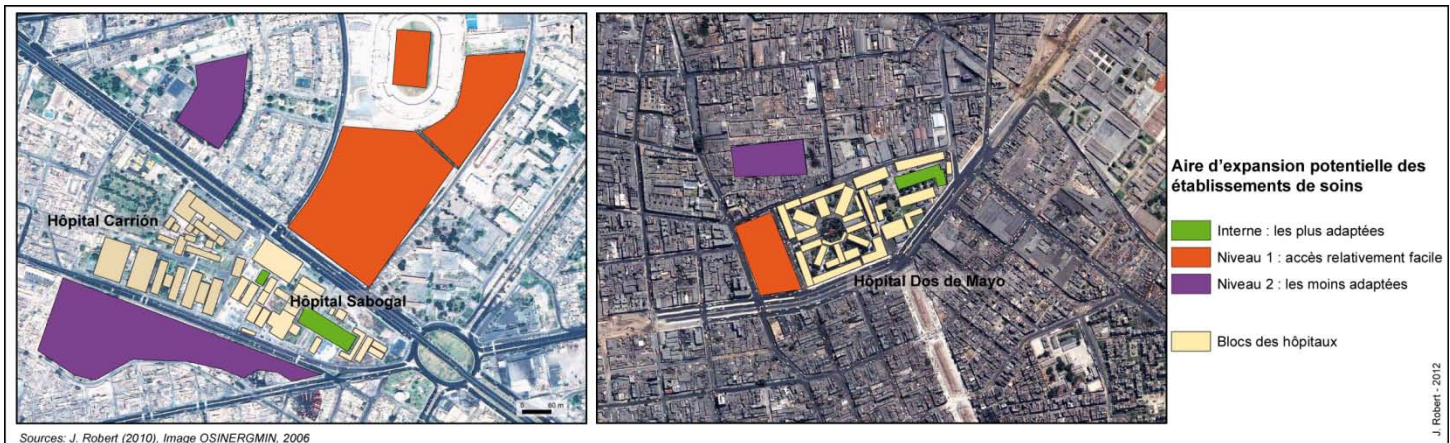 Hôpital Carrión
Hôpital Sabogal
0 60 m
Hôpital Dos de Mayo
Aire d'expansion potentielle des
établissements de soins
Interne : les plus adaptées
Niveau 1 : accès relativement facile
Niveau 2 : les moins adaptées
Blocs des hôpitaux
J. Robert - 2012
Sources: J. Robert (2010), Image OSINERGMIN, 2006